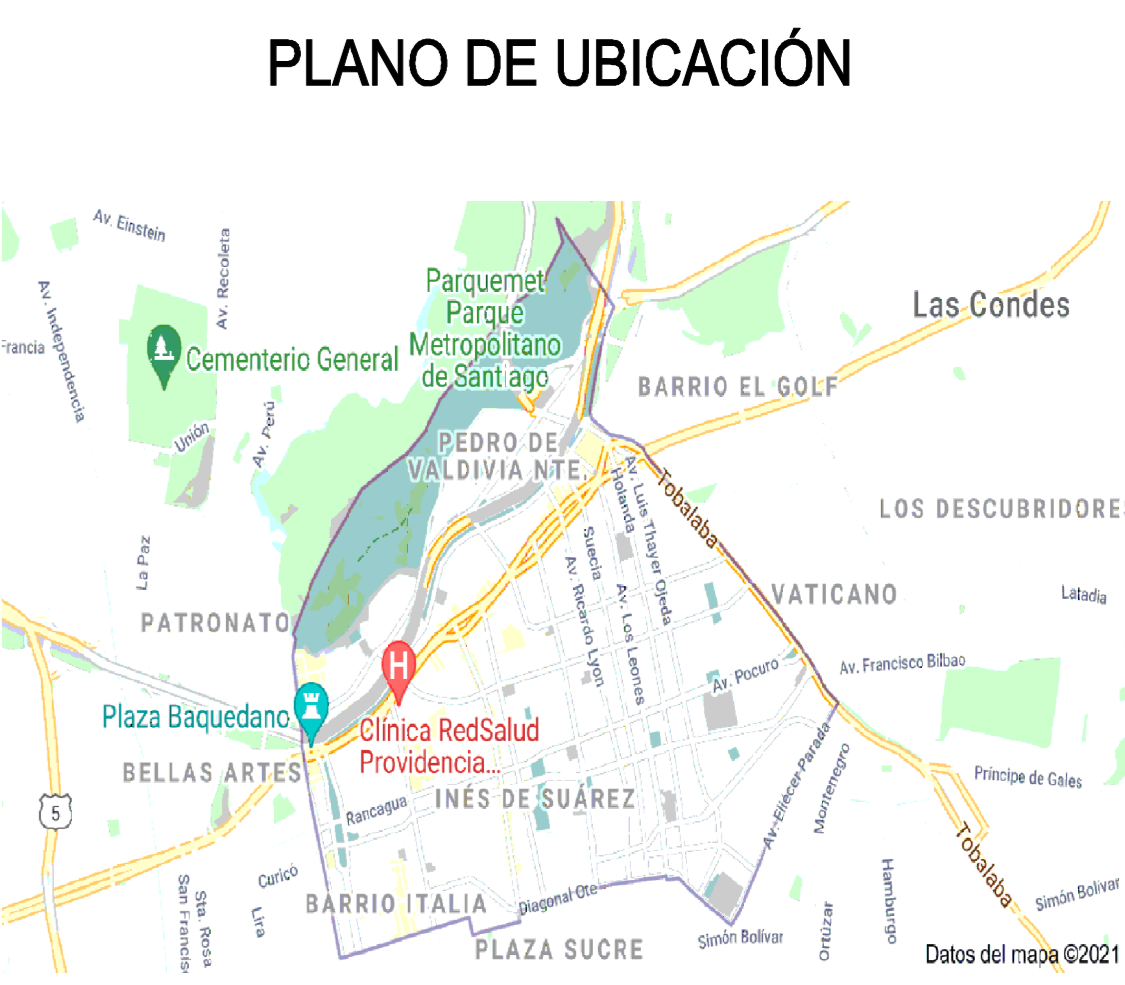 PLANO DE UBICACIÓN
Av. Einstein
Av. Recoleta
Av. Independencia
Francia
Cementerio General
Unión
Av. Perú
La Paz
Parquemet
Parque
Metropolitano
de Santiago
Las Condes
BARRIO EL GOLF
PEDRO DE
VALDIVIA NTE.
LOS DESCUBRIDORES
Tobalaba
Av. Luis Thayer Ojeda
Holanda
Suecia
Av. Ricardo Lyon
Av. Los Leones
VATICANO
Latadia
PATRONATO
Av. Pocuro
Av. Francisco Bilbao
H
Plaza Baquedano
Clínica RedSalud
Providencia...
BELLAS ARTES
INÉS DE SUÁREZ
Rancagua
5
Av. Eliecer Parada
Montenegro
Príncipe de Gales
Tobalaba
Curicó
Lira
Sta. Rosa
San Francis
BARRIO ITALIA
Diagonal Ote
PLAZA SUCRE
Simón Bolívar
Ortúzar
Hamburgo
Simón Bolívar
Datos del mapa ©2021